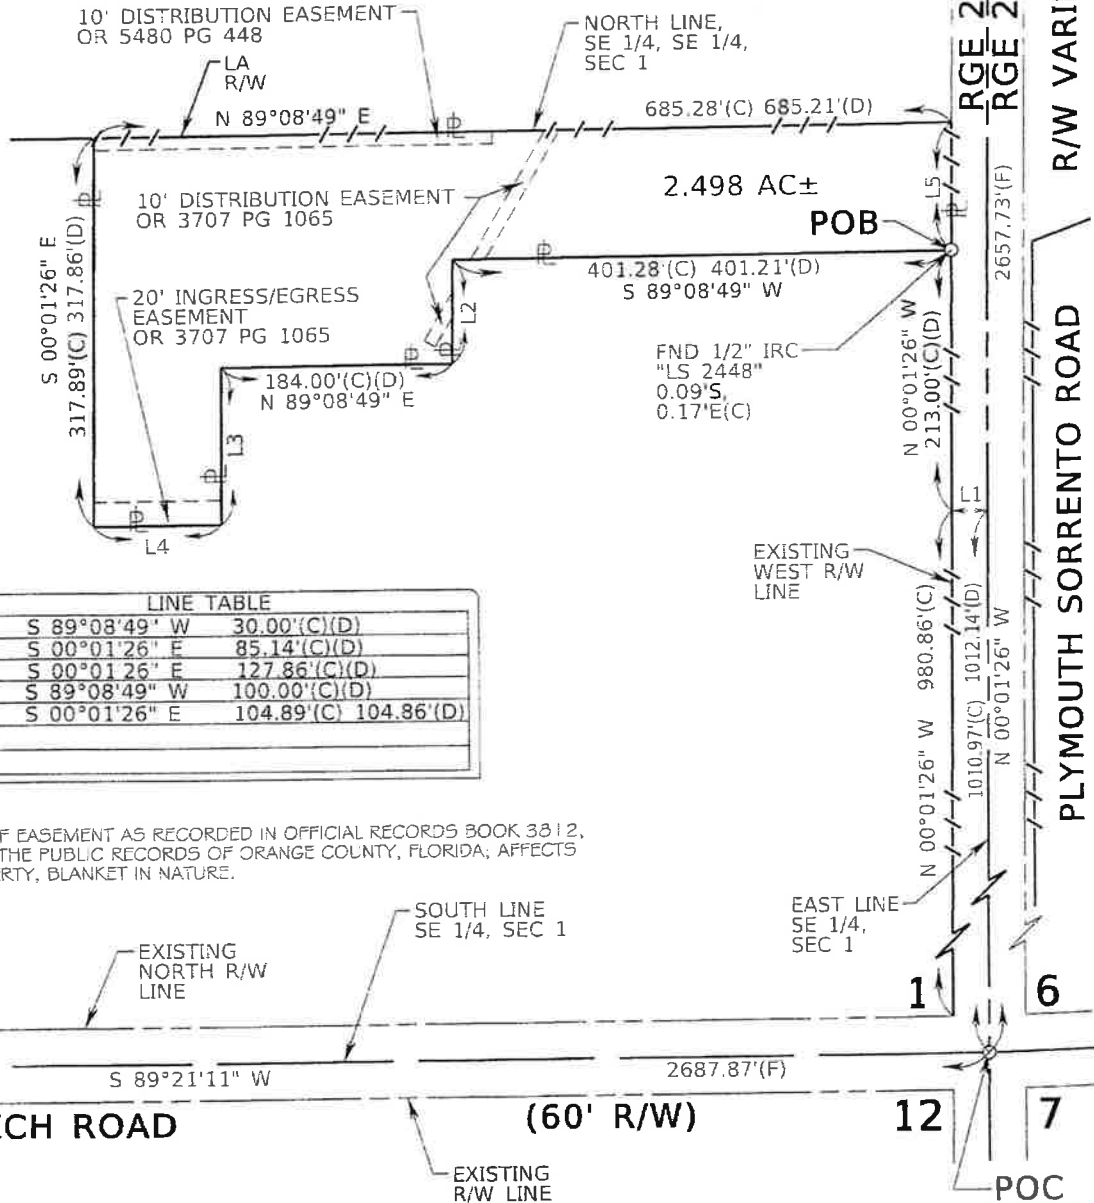 10' DISTRIBUTION EASEMENT
OR 5480 PG 448
NORTH LINE,
SE 1/4, SE 1/4,
SEC 1
LA
R/W
N 89°08'49" E
685.28'(C) 685.21'(D)
RGE 2
RGE 2
R/W VARI
10' DISTRIBUTION EASEMENT
OR 3707 PG 1065
2.498 AC±
POB
L5
2657.73'(F)
S 00°01'26" E
317.89'(C) 317.86'(D)
401.28'(C) 401.21'(D)
S 89°08'49" W
20' INGRESS/EGRESS
EASEMENT
OR 3707 PG 1065
L2
FND 1/2" IRC
"LS 2448"
0.09'S,
0.17'E(C)
N 00°01'26" W
213.00'(C)(D)
184.00'(C)(D)
N 89°08'49" E
L3
L4
L1
PLYMOUTH SORRENTO ROAD
EXISTING
WEST R/W
LINE
LINE TABLE
S 89°08'49" W 30.00'(C)(D)
S 00°01'26" E 85.14'(C)(D)
S 00°01'26" E 127.86'(C)(D)
S 89°08'49" W 100.00'(C)(D)
S 00°01'26" E 104.89'(C) 104.86'(D)
N 00°01'26" W 980.86'(C)
1010.97'(C) 1012.14'(D)
N 00°01'26" W
F EASEMENT AS RECORDED IN OFFICIAL RECORDS BOOK 3812,
THE PUBLIC RECORDS OF ORANGE COUNTY, FLORIDA; AFFECTS
RTY, BLANKET IN NATURE.
SOUTH LINE
SE 1/4, SEC 1
EAST LINE
SE 1/4,
SEC 1
EXISTING
NORTH R/W
LINE
1
6
S 89°21'11" W
2687.87'(F)
ECH ROAD
(60' R/W)
12
7
EXISTING
R/W LINE
POC